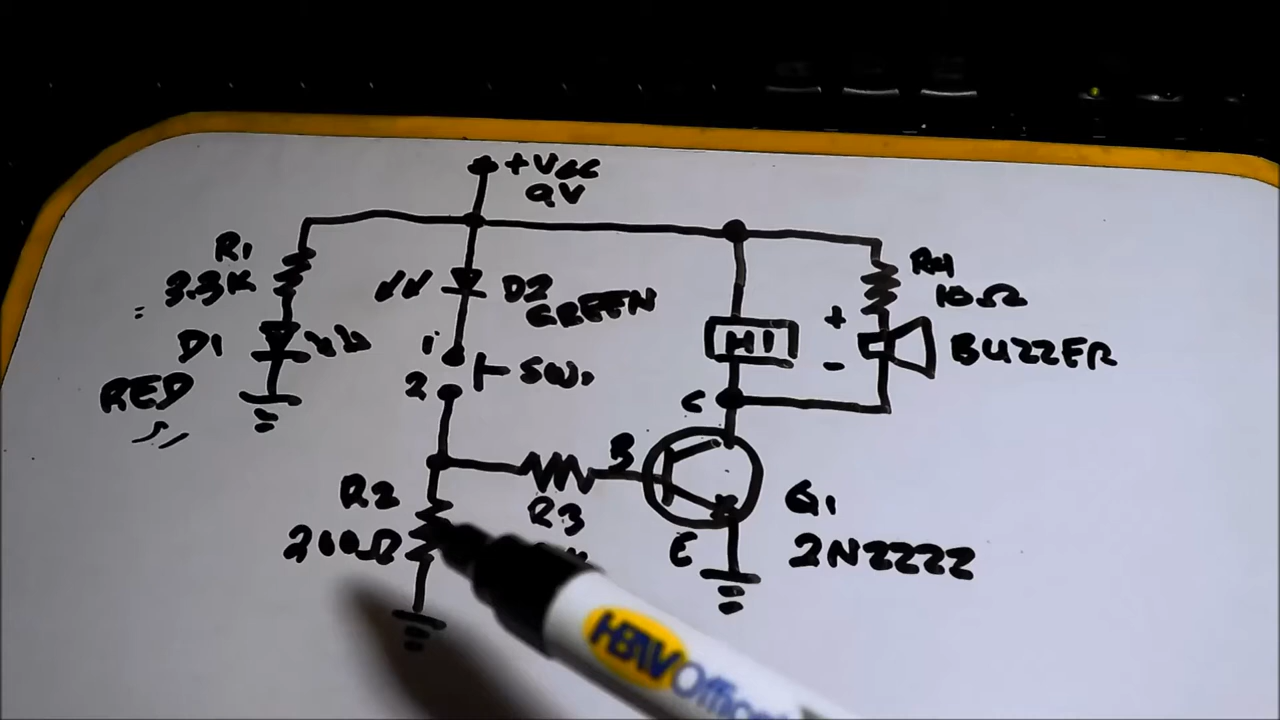 +VCC
9V
R1
3.3K
D1
RED
D2
GREEN
1
2
SW1
R4
10Ω
+
-
BUZZER
H1
C
B
E
R2
R3
Q1
2N2222
HBW Office